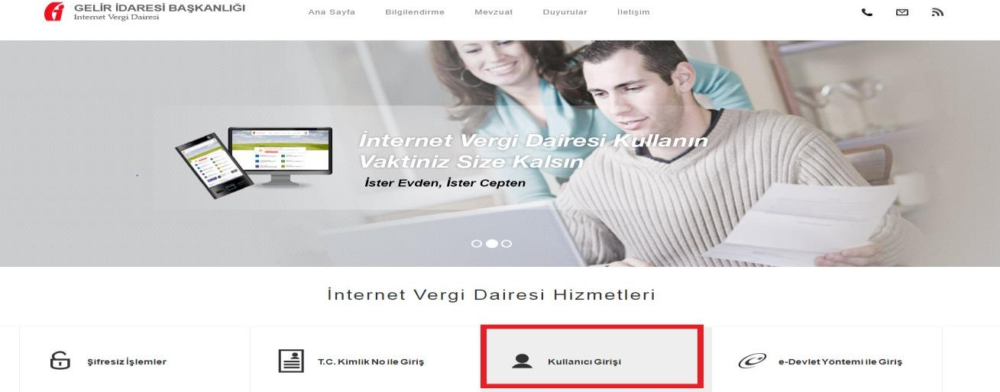 GELİR İDARESİ BAŞKANLIĞI
İnternet Vergi Dairesi
Ana Sayfa Bilgilendirme Mevzuat Duyurular İletişim
İnternet Vergi Dairesi Kullanın
Vaktiniz Size Kalsın
İster Evden, İster Cepten
İnternet Vergi Dairesi Hizmetleri
Şifresiz İşlemler T.C. Kimlik No ile Giriş Kullanıcı Girişi e-Devlet Yöntemi ile Giriş